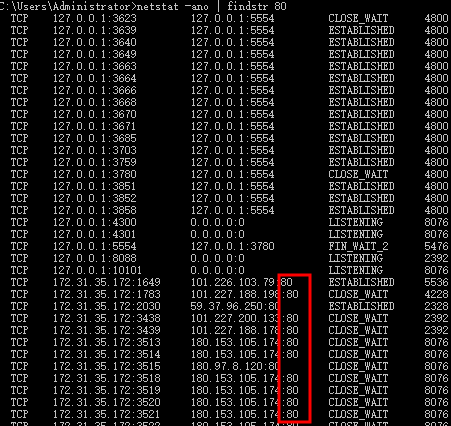 C:\Users\Administrator>netstat -ano | findstr 80
TCP 127.0.0.1:3623 127.0.0.1:5554 CLOSE_WAIT 4800
TCP 127.0.0.1:3639 127.0.0.1:5554 ESTABLISHED 4800
TCP 127.0.0.1:3640 127.0.0.1:5554 ESTABLISHED 4800
TCP 127.0.0.1:3649 127.0.0.1:5554 ESTABLISHED 4800
TCP 127.0.0.1:3663 127.0.0.1:5554 ESTABLISHED 4800
TCP 127.0.0.1:3664 127.0.0.1:5554 ESTABLISHED 4800
TCP 127.0.0.1:3666 127.0.0.1:5554 ESTABLISHED 4800
TCP 127.0.0.1:3668 127.0.0.1:5554 ESTABLISHED 4800
TCP 127.0.0.1:3670 127.0.0.1:5554 ESTABLISHED 4800
TCP 127.0.0.1:3671 127.0.0.1:5554 ESTABLISHED 4800
TCP 127.0.0.1:3685 127.0.0.1:5554 ESTABLISHED 4800
TCP 127.0.0.1:3703 127.0.0.1:5554 ESTABLISHED 4800
TCP 127.0.0.1:3759 127.0.0.1:5554 ESTABLISHED 4800
TCP 127.0.0.1:3780 127.0.0.1:5554 CLOSE_WAIT 4800
TCP 127.0.0.1:3851 127.0.0.1:5554 ESTABLISHED 4800
TCP 127.0.0.1:3852 127.0.0.1:5554 ESTABLISHED 4800
TCP 127.0.0.1:3858 127.0.0.1:5554 ESTABLISHED 4800
TCP 127.0.0.1:4300 0.0.0.0:0 LISTENING 8076
TCP 127.0.0.1:4301 0.0.0.0:0 LISTENING 8076
TCP 127.0.0.1:5554 127.0.0.1:3780 FIN_WAIT_2 5476
TCP 127.0.0.1:8088 0.0.0.0:0 LISTENING 2392
TCP 127.0.0.1:10101 0.0.0.0:0 LISTENING 8076
TCP 172.31.35.172:1649 101.226.103.79:80 ESTABLISHED 5536
TCP 172.31.35.172:1783 101.227.188.198:80 CLOSE_WAIT 4228
TCP 172.31.35.172:2030 59.37.96.250:80 ESTABLISHED 2328
TCP 172.31.35.172:3438 101.227.200.133:80 CLOSE_WAIT 2392
TCP 172.31.35.172:3439 101.227.188.178:80 CLOSE_WAIT 2392
TCP 172.31.35.172:3513 180.153.105.174:80 CLOSE_WAIT 8076
TCP 172.31.35.172:3514 180.153.105.174:80 CLOSE_WAIT 8076
TCP 172.31.35.172:3515 180.97.8.120:80 CLOSE_WAIT 8076
TCP 172.31.35.172:3518 180.153.105.174:80 CLOSE_WAIT 8076
TCP 172.31.35.172:3519 180.153.105.174:80 CLOSE_WAIT 8076
TCP 172.31.35.172:3520 180.153.105.174:80 CLOSE_WAIT 8076
TCP 172.31.35.172:3521 180.153.105.174:80 CLOSE_WAIT 8076